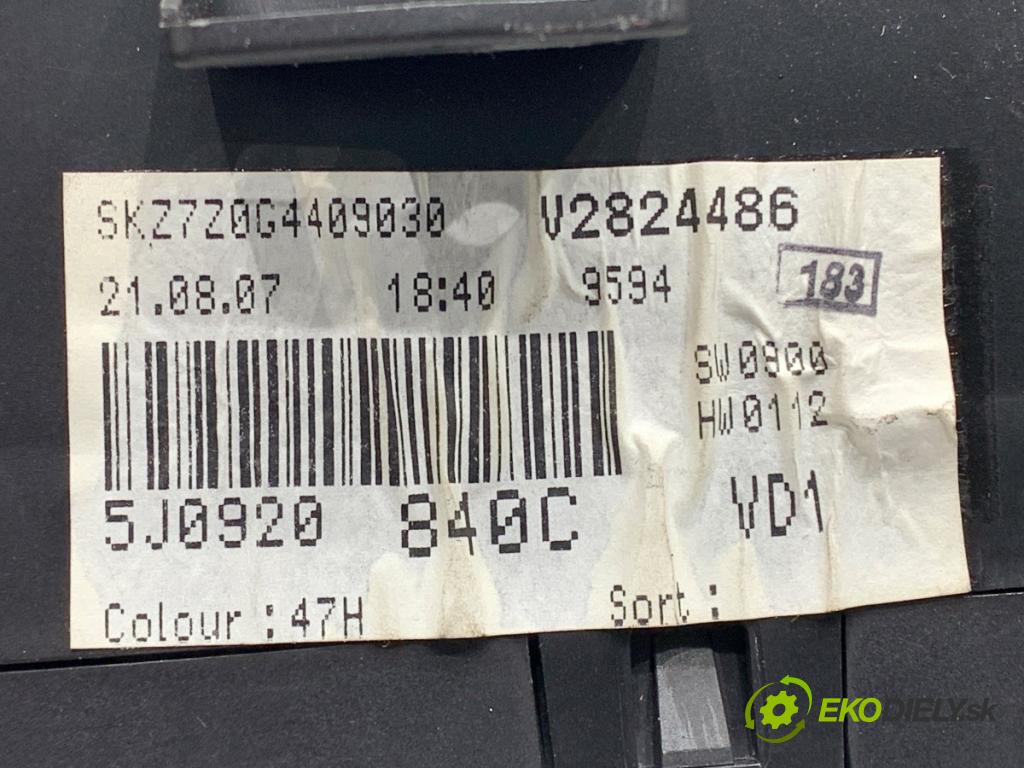 SKZ7Z0G4409030 V2824486
21.08.07 18:40 9594 183
SW0900
HW0112
5J0920 840C VD1
Colour : 47H Sort :
EKODIELY.sk